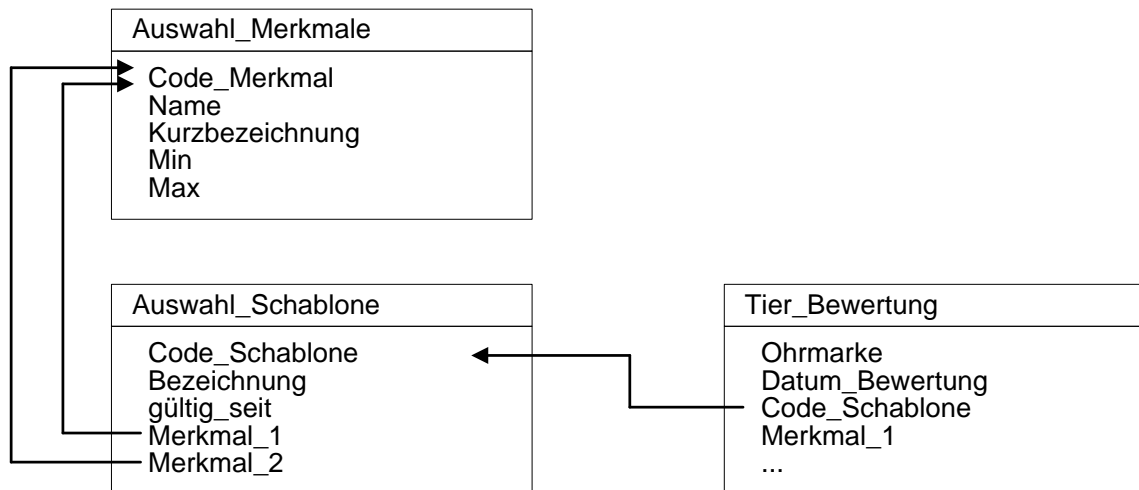 Auswahl_Merkmale
Code_Merkmal
Name
Kurzbezeichnung
Min
Max
Auswahl_Schablone
Code_Schablone
Bezeichnung
gültig_seit
Merkmal_1
Merkmal_2
Tier_Bewertung
Ohrmarke
Datum_Bewertung
Code_Schablone
Merkmal_1
...